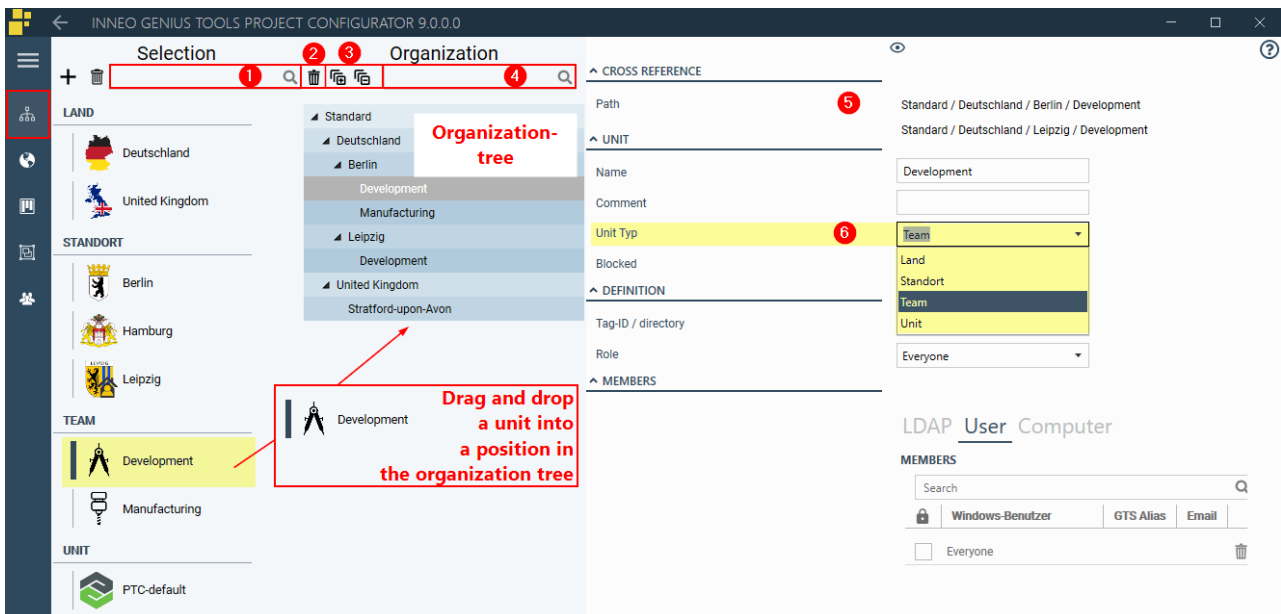 INNEO GENIUS TOOLS PROJECT CONFIGURATOR 9.0.0.0
Selection
2
3
Organization
1
4
LAND
Deutschland
United Kingdom
STANDORT
Berlin
Hamburg
Leipzig
TEAM
Development
Manufacturing
UNIT
PTC-default
Standard
Deutschland
Berlin
Development
Manufacturing
Leipzig
Development
United Kingdom
Stratford-upon-Avon
Organization-
tree
Development
Drag and drop
a unit into
a position in
the organization tree
CROSS REFERENCE
Path
5
Standard / Deutschland / Berlin / Development
Standard / Deutschland / Leipzig / Development
UNIT
Name
Development
Comment
Unit Typ
6
Team
Land
Standort
Team
Unit
Blocked
DEFINITION
Tag-ID / directory
Role
Everyone
MEMBERS
LDAP User Computer
MEMBERS
Search
Windows-Benutzer
GTS Alias
Email
Everyone